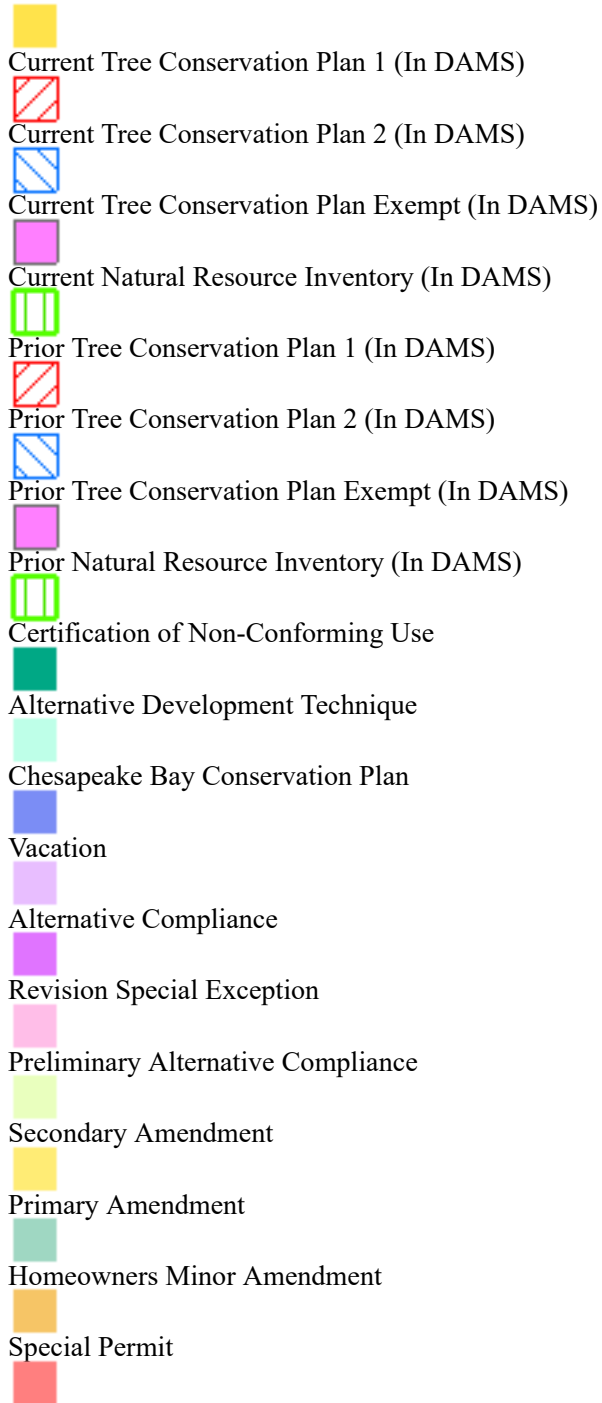 Current Tree Conservation Plan 1 (In DAMS)
Current Tree Conservation Plan 2 (In DAMS)
Current Tree Conservation Plan Exempt (In DAMS)
Current Natural Resource Inventory (In DAMS)
Prior Tree Conservation Plan 1 (In DAMS)
Prior Tree Conservation Plan 2 (In DAMS)
Prior Tree Conservation Plan Exempt (In DAMS)
Prior Natural Resource Inventory (In DAMS)
Certification of Non-Conforming Use
Alternative Development Technique
Chesapeake Bay Conservation Plan
Vacation
Alternative Compliance
Revision Special Exception
Preliminary Alternative Compliance
Secondary Amendment
Primary Amendment
Homeowners Minor Amendment
Special Permit